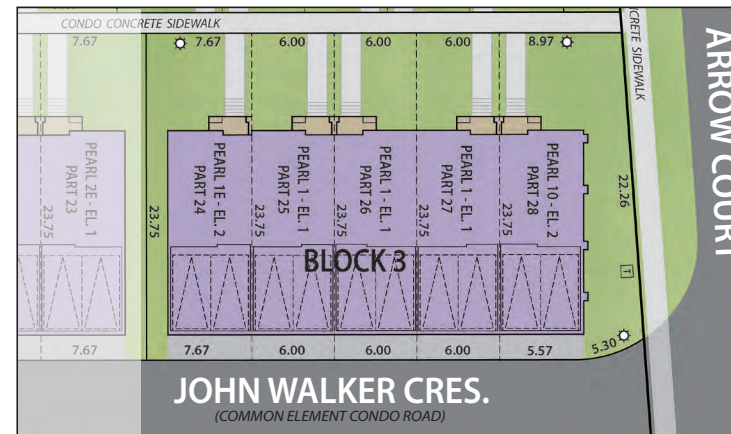 CONDO CONCRETE SIDEWALK
7.67
7.67
6.00
6.00
6.00
8.97
CRETE SIDEWALK
ARROW COURT
PEARL 2E - EL. 1
PART 23
PEARL 1E - EL. 2
PART 24
PEARL 1 - EL. 1
PART 25
PEARL 1 - EL. 1
PART 26
PEARL 1 - EL. 1
PART 27
PEARL 10 - EL. 2
PART 28
23.75
23.75
23.75
23.75
23.75
23.75
22.26
BLOCK 3
T
7.67
7.67
6.00
6.00
6.00
5.57
5.30
JOHN WALKER CRES.
(COMMON ELEMENT CONDO ROAD)